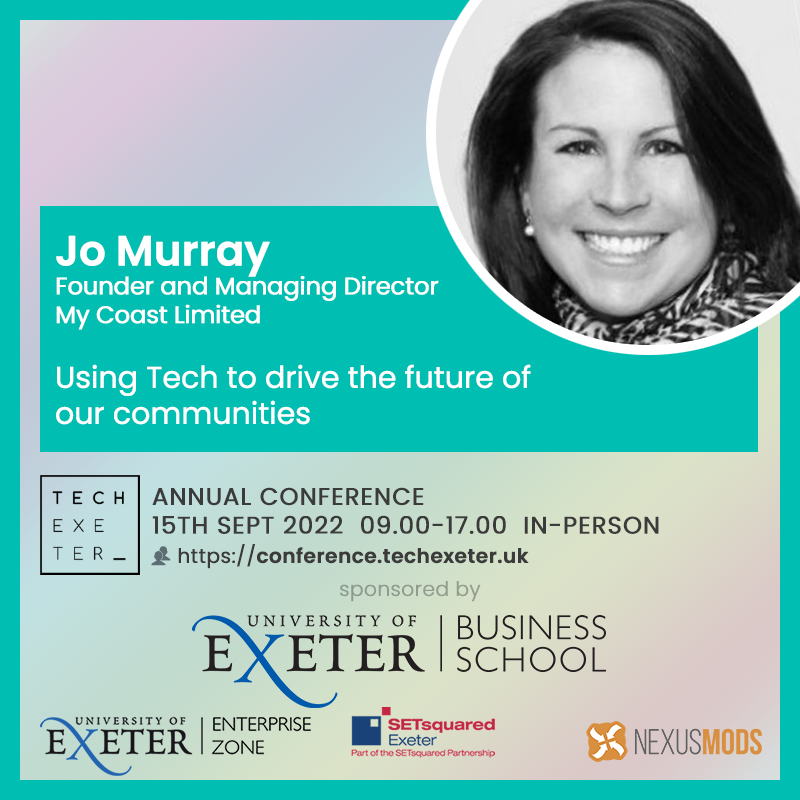 Jo Murray
Founder and Managing Director
My Coast Limited
Using Tech to drive the future of
our communities
TECH
EXE
TER_
ANNUAL CONFERENCE
15TH SEPT 2022 09.00-17.00 IN-PERSON
https://conference.techexeter.uk
sponsored by
UNIVERSITY OF
EXETER
BUSINESS
SCHOOL
UNIVERSITY OF
EXETER
ENTERPRISE
ZONE
SETsquared
Exeter
Part of the SETsquared Partnership
NEXUSMODS